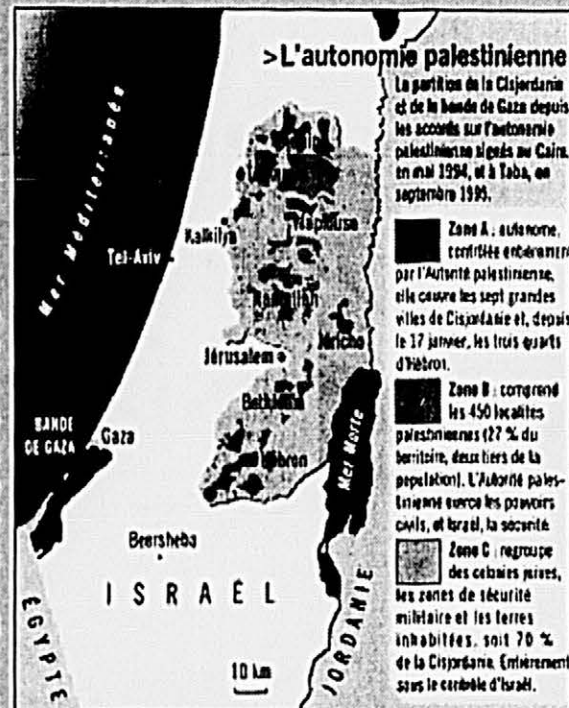 >L'autonomie palestinienne
La partition de la Cisjordanie
et de la bande de Gaza depuis
les accords sur l'autonomie
palestinienne signés au Caire,
en mai 1994, et à Taba, en
septembre 1995.
Zone A : autonome,
contrôlée entièrement
par l'Autorité palestinienne,
elle couvre les sept grandes
villes de Cisjordanie et, depuis
le 17 janvier, les trois quarts
d'Hébron.
Zone B : comprend
les 450 localités
palestiniennes (27 % du
territoire, deux tiers de la
population). L'Autorité pales-
tinienne exerce les pouvoirs
civils, et Israël, la sécurité
Zone C : regroupe
des colonies juives,
les zones de sécurité
militaire et les terres
inhabitées, soit 70 %
de la Cisjordanie. Entièrement
sous le contrôle d'Israël.
Mer Méditerranée
Kalkilya
Naplouse
Tel-Aviv
Ramallah
Jéricho
Jérusalem
Bethléem
BANDE
DE GAZA
Gaza
Hébron
Mer Morte
Beersheba
ISRAËL
ÉGYPTE
JORDANIE
10 km